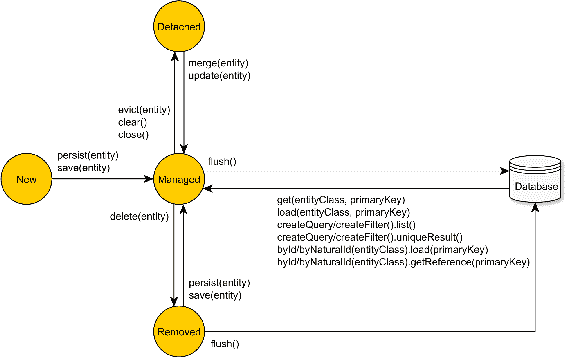 Detached
merge(entity)
update(entity)
evict(entity)
clear()
close()
persist(entity)
save(entity)
flush()
New
Managed
Database
get(entityClass, primaryKey)
load(entityClass, primaryKey)
createQuery/createFilter().list()
createQuery/createFilter().uniqueResult()
byId/byNaturalId(entityClass).load(primaryKey)
byId/byNaturalId(entityClass).getReference(primaryKey)
delete(entity)
persist(entity)
save(entity)
Removed
flush()